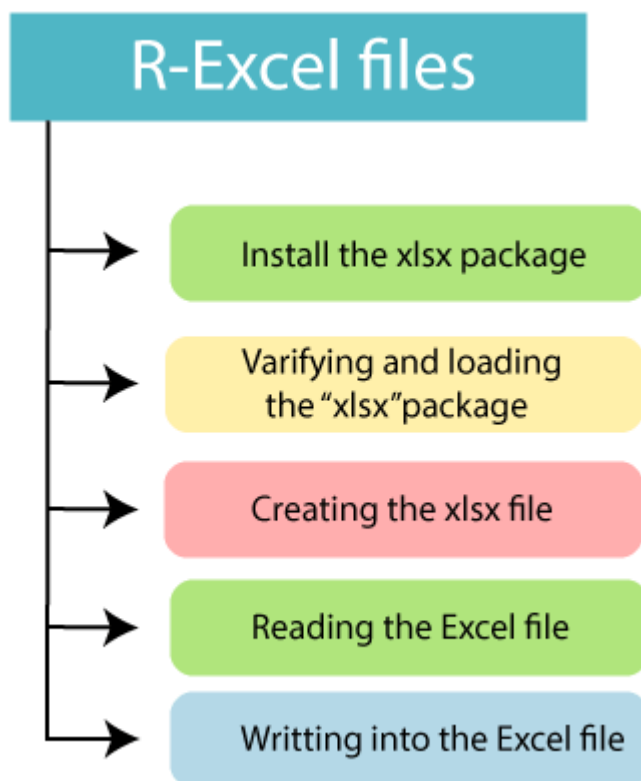 R-Excel files
Install the xlsx package
Varifying and loading
the “xlsx”package
Creating the xlsx file
Reading the Excel file
Writting into the Excel file